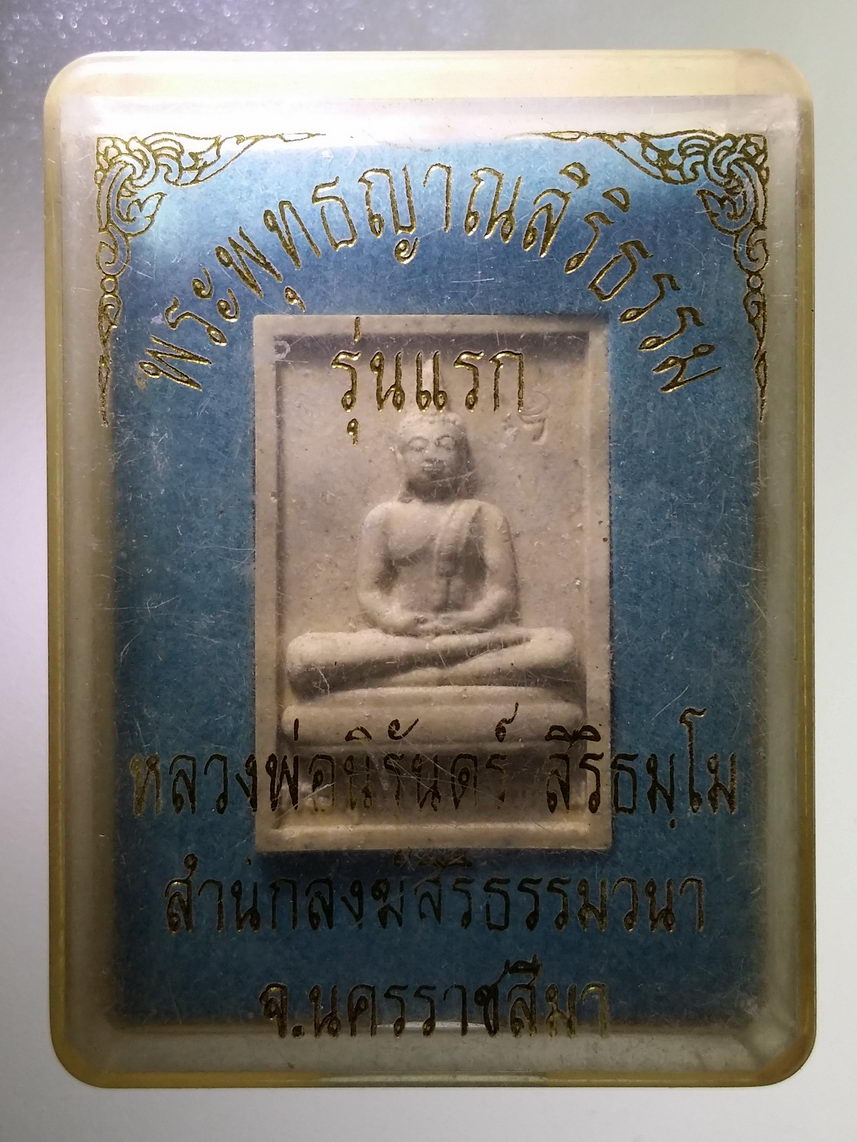 พระพุทธญาณสิริธรรม
รุ่นแรก
หลวงพ่อนิรันดร์ สิริธมฺโม
สำนักสงฆ์สิริธรรมวนา
จ.นครราชสีมา